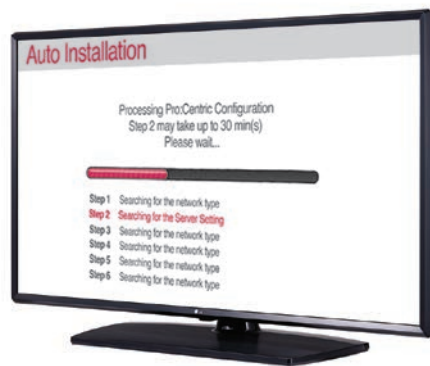 Auto Installation
Processing Pro:Centric Configuration
Step 2 may take up to 30 min(s)
Please wait...
Step 1 Searching for the network type
Step 2 Searching for the Server Setting
Step 3 Searching for the network type
Step 4 Searching for the network type
Step 5 Searching for the network type
Step 6 Searching for the network type
LG